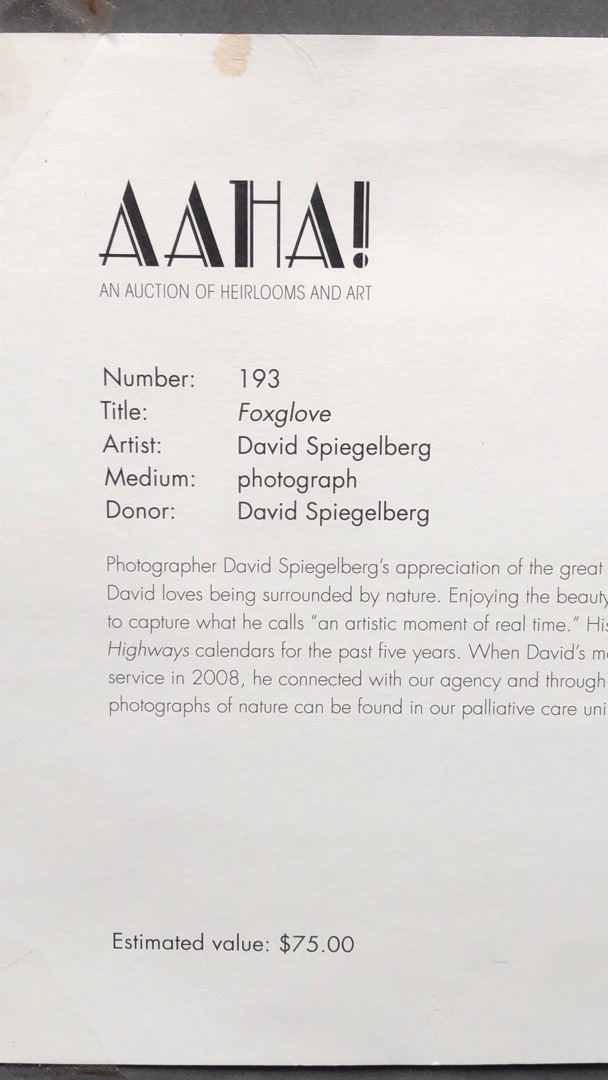 AAHA!
AN AUCTION OF HEIRLOOMS AND ART
Number: 193
Title: Foxglove
Artist: David Spiegelberg
Medium: photograph
Donor: David Spiegelberg
Photographer David Spiegelberg's appreciation of the great
David loves being surrounded by nature. Enjoying the beauty
to capture what he calls "an artistic moment of real time." His
Highways calendars for the past five years. When David's
service in 2008, he connected with our agency and through
photographs of nature can be found in our palliative care
Estimated value: $75.00